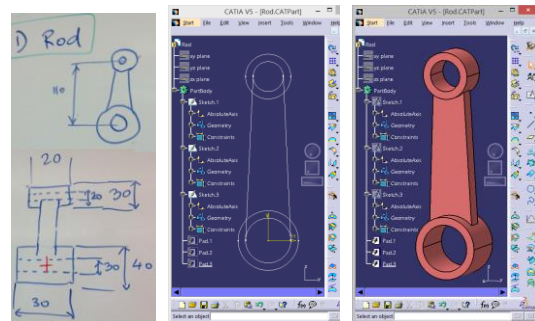 D Rod
110
20
20
30
30
40
30
CATIA V5 - [Rod.CATPart]
Start File Edit View Insert Tools Window Help
Rod
xy plane
yz plane
zx plane
PartBody
Sketch.1
AbsoluteAxis
Geometry
Constraints
Sketch.2
AbsoluteAxis
Geometry
Constraints
Sketch.3
AbsoluteAxis
Geometry
Constraints
Pad.1
Pad.2
Pad.3
Select an object
CATIA V5 - [Rod.CATPart]
Start File Edit View Insert Tools Window Help
Rod
xy plane
yz plane
zx plane
PartBody
Sketch.1
AbsoluteAxis
Geometry
Constraints
Sketch.2
AbsoluteAxis
Geometry
Constraints
Sketch.3
AbsoluteAxis
Geometry
Constraints
Pad.1
Pad.2
Pad.3
Select an object